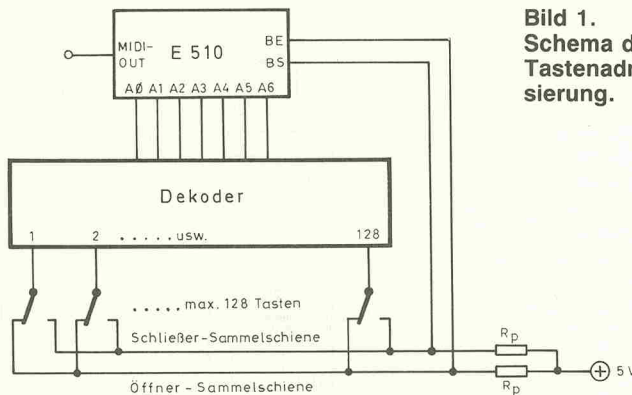 Bild 1.
Schema d
Tastenadr
sierung.
MIDI-
OUT
E 510
BE
BS
AØ A1 A2 A3 A4 A5 A6
Dekoder
1 2 . . . . . usw. 128
. . . . . max. 128 Tasten
Schließer-Sammelschiene
Rp
5 V
Öffner - Sammelschiene
Rp